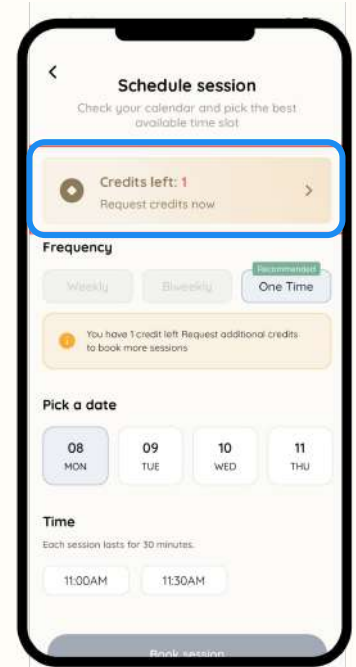 Schedule session
Check your calendar and pick the best
available time slot
Credits left: 1
Request credits now
Frequency
Recommended
Weekly Biweekly One Time
You have 1 credit left Request additional credits
to book more sessions
Pick a date
08 09 10 11
MON TUE WED THU
Time
Each session lasts for 30 minutes.
11:00AM 11:30AM
Book session